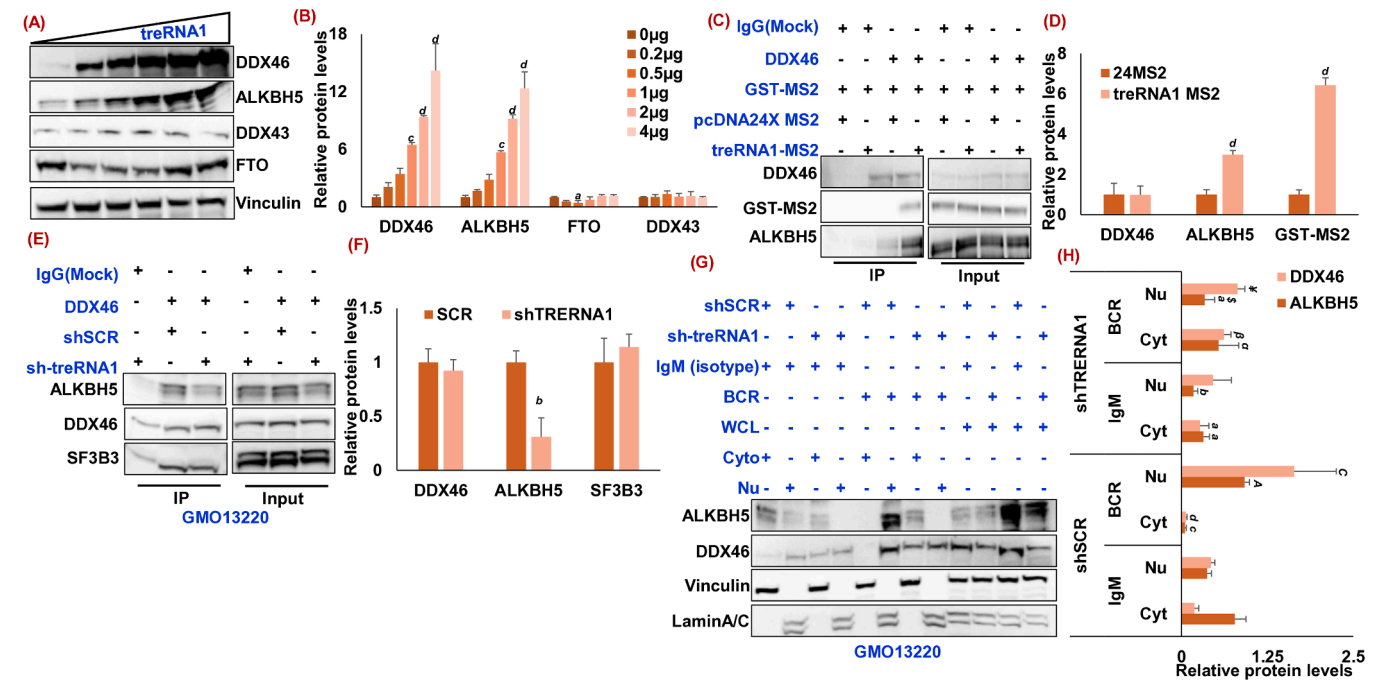 (A)
treRNA1
DDX46
ALKBH5
DDX43
FTO
Vinculin
(B)
Relative protein levels
18
12
6
0
d
d
c
d
d
c
a
0µg
0.2µg
0.5µg
1µg
2µg
4µg
DDX46 ALKBH5 FTO DDX43
(C)
IgG(Mock) + + - - + + - -
DDX46 - - + + - - + +
GST-MS2 + + + + + + + +
pcDNA24X MS2 + - + - + - + -
treRNA1-MS2 - + - + - + - +
DDX46
GST-MS2
ALKBH5
IP Input
(D)
Relative protein levels
8
6
4
2
0
24MS2
treRNA1 MS2
d
d
DDX46 ALKBH5 GST-MS2
(E)
IgG(Mock) + - - + - -
DDX46 - + + - + +
shSCR - + - - + -
sh-treRNA1 + - + + - +
ALKBH5
DDX46
SF3B3
IP Input
GMO13220
(F)
Relative protein levels
1.5
1
0.5
0
SCR shTRERNA1
b
DDX46 ALKBH5 SF3B3
(G)
shSCR + + - - + + - - + - + -
sh-treRNA1 - - + + - - + + - + - +
IgM (isotype) + + + + - - - - + + - -
BCR - - - - + + + + - - + +
WCL - - - - - - - - + + + +
Cyto + - + - + - + - - - - -
Nu - + - + - + - + - - - -
ALKBH5
DDX46
Vinculin
LaminA/C
GMO13220
(H)
DDX46
ALKBH5
shTRERNA1
BCR
Nu
¥
a $
Cyt
β
α
IgM
Nu
b
Cyt
a
a
shSCR
BCR
Nu
C
A
Cyt
d
c
IgM
Nu
Cyt
0 1.25 2.5
Relative protein levels